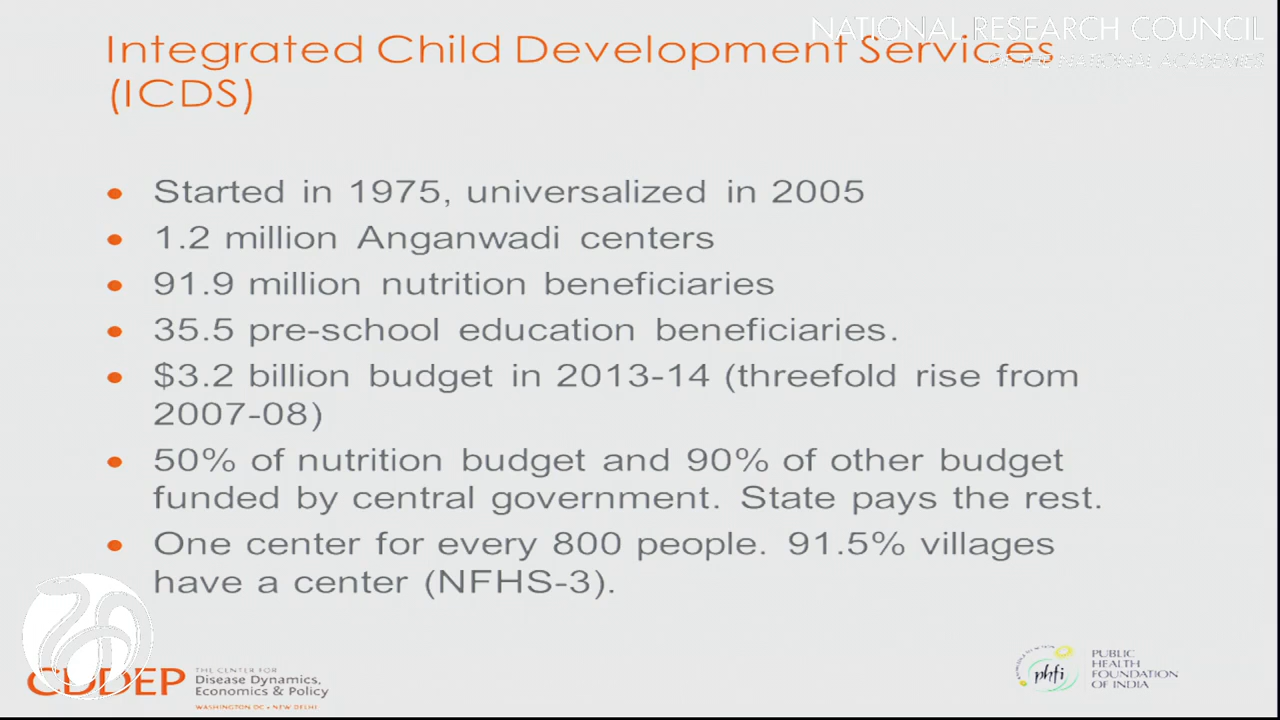 NATIONAL RESEARCH COUNCIL
OF THE NATIONAL ACADEMIES
Integrated Child Development Services
(ICDS)
• Started in 1975, universalized in 2005
• 1.2 million Anganwadi centers
• 91.9 million nutrition beneficiaries
• 35.5 pre-school education beneficiaries.
• $3.2 billion budget in 2013-14 (threefold rise from
2007-08)
• 50% of nutrition budget and 90% of other budget
funded by central government. State pays the rest.
• One center for every 800 people. 91.5% villages
have a center (NFHS-3).
CDDEP
THE CENTER FOR
Disease Dynamics,
Economics & Policy
WASHINGTON DC • NEW DELHI
phfi
PUBLIC
HEALTH
FOUNDATION
OF INDIA